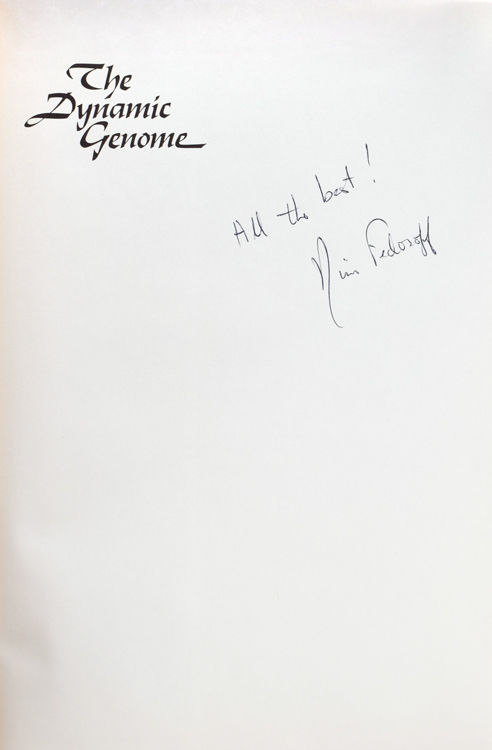 The
Dynamic
Genome
All the best!
Nina Fedoroff